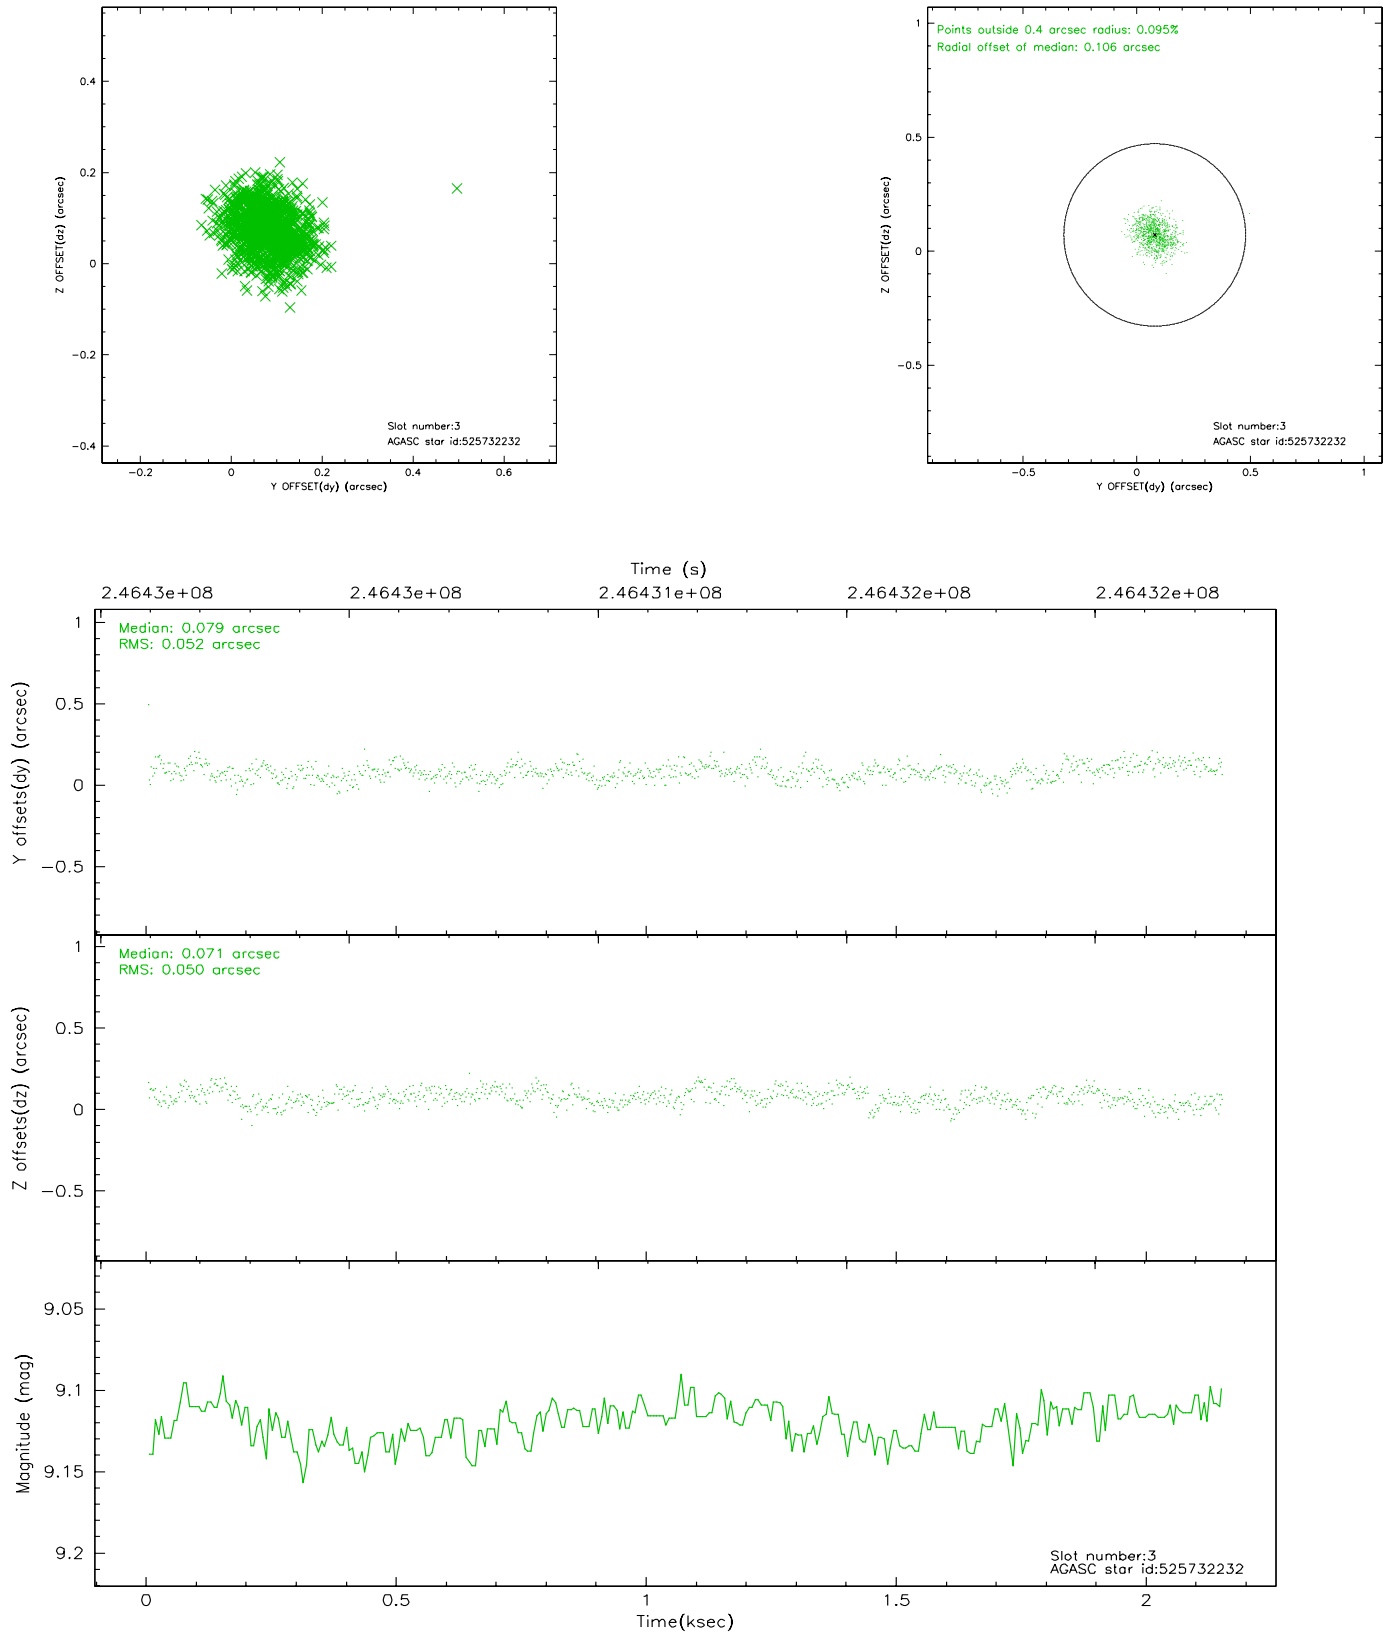 0.4
0.2
0
−0.2
−0.4
Z OFFSET(dz) (arcsec)
Slot number:3
AGASC star id:525732232
−0.2 0 0.2 0.4 0.6
Y OFFSET(dy) (arcsec)
Points outside 0.4 arcsec radius: 0.095%
Radial offset of median: 0.106 arcsec
1
0.5
0
−0.5
Z OFFSET(dz) (arcsec)
Slot number:3
AGASC star id:525732232
−0.5 0 0.5 1
Y OFFSET(dy) (arcsec)
Time (s)
2.4643e+08 2.4643e+08 2.46431e+08 2.46432e+08 2.46432e+08
Median: 0.079 arcsec
RMS: 0.052 arcsec
1
0.5
0
−0.5
Y offsets(dy) (arcsec)
Median: 0.071 arcsec
RMS: 0.050 arcsec
1
0.5
0
−0.5
Z offsets(dz) (arcsec)
9.05
9.1
9.15
9.2
Magnitude (mag)
Slot number:3
AGASC star id:525732232
0 0.5 1 1.5 2
Time(ksec)